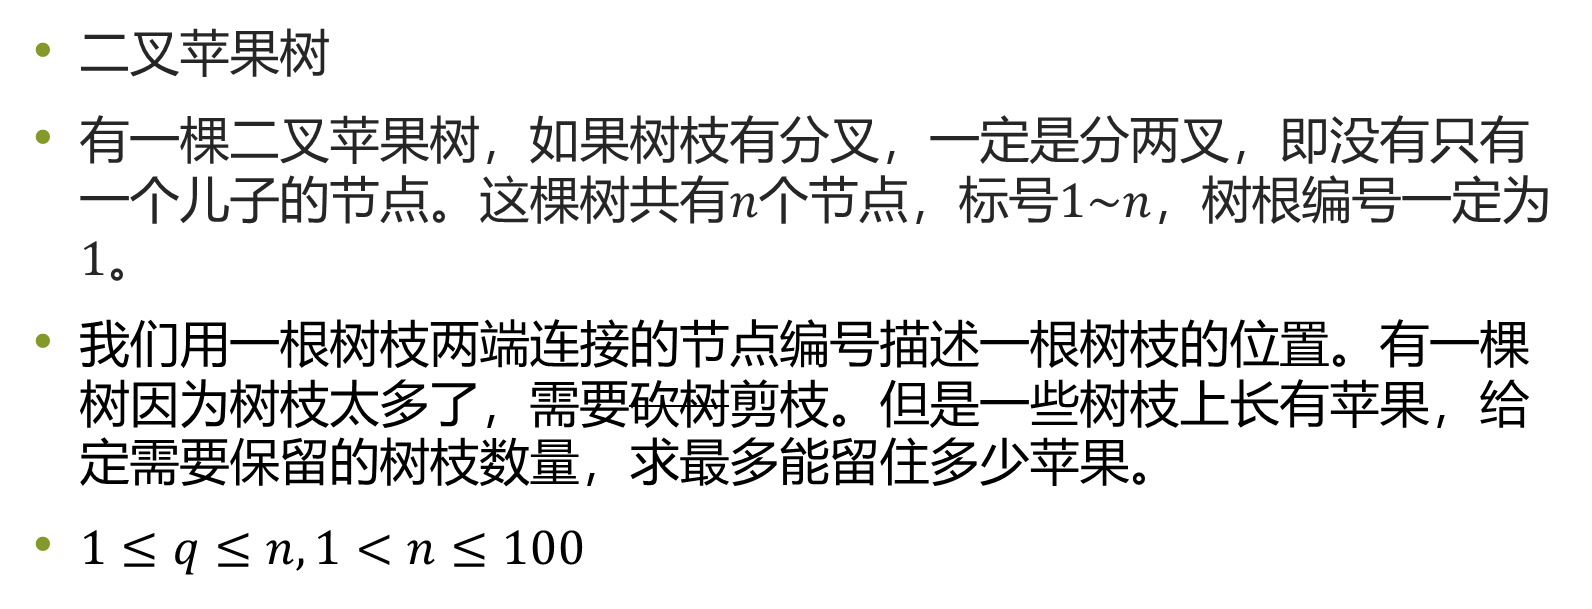 • 二叉苹果树
• 有一棵二叉苹果树，如果树枝有分叉，一定是分两叉，即没有只有
一个儿子的节点。这棵树共有n个节点，标号1~n，树根编号一定为
1。
• 我们用一根树枝两端连接的节点编号描述一根树枝的位置。有一棵
树因为树枝太多了，需要砍树剪枝。但是一些树枝上长有苹果，给
定需要保留的树枝数量，求最多能留住多少苹果。
• 1 ≤ q ≤ n, 1 < n ≤ 100